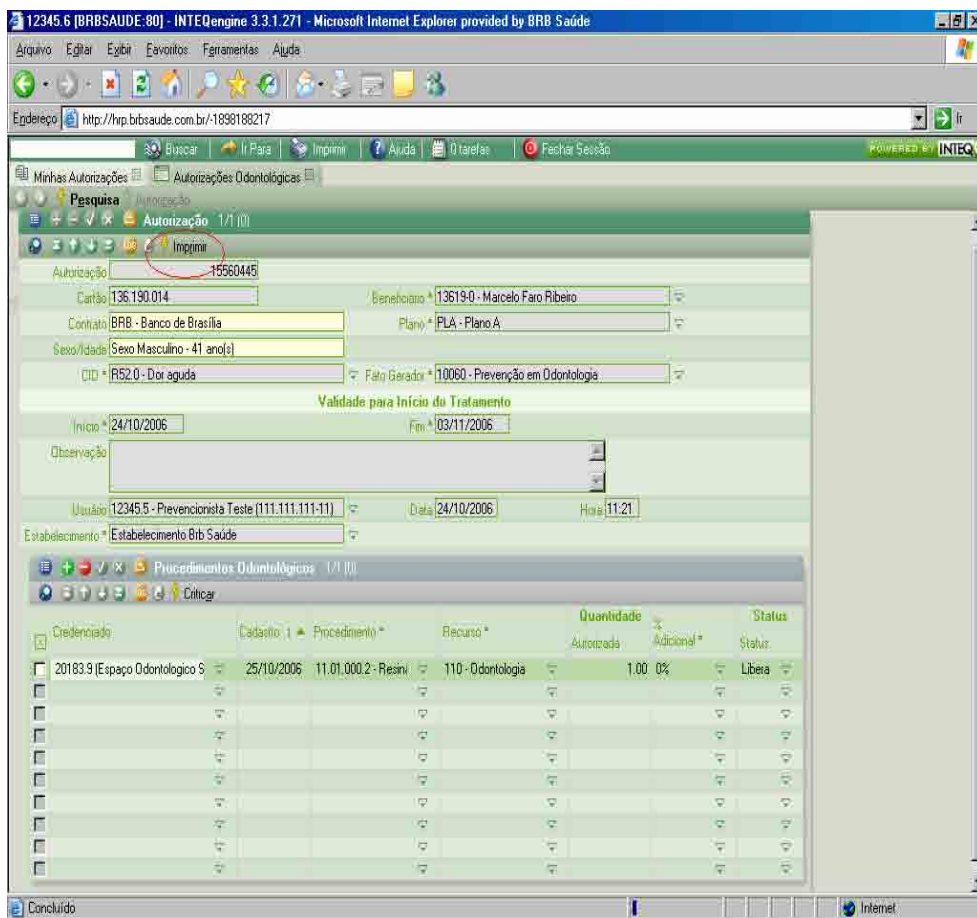 12345.6 [BRBSAUDE:80] - INTEQengine 3.3.1.271 - Microsoft Internet Explorer provided by BRB Saúde
Arquivo Editar Exibir Favoritos Ferramentas Ajuda
Endereço http://hrp.brbsaude.com.br/-1898188217 Ir
Buscar Ir Para Imprimir Ajuda 0 tarefas Fechar Sessão POWERED BY INTEQ
Minhas Autorizações Autorizações Odontológicas
Pesquisa Autorização
Autorização 1/1 (0)
Imprimir
Autorização 15560445
Cartão 136.190.014 Beneficiário * 13619-0 - Marcelo Faro Ribeiro
Contrato BRB - Banco de Brasília Plano * PLA - Plano A
Sexo/Idade Sexo Masculino - 41 ano(s)
CID * R52.0 - Dor aguda Fato Gerador * 10060 - Prevenção em Odontologia
Validade para Início do Tratamento
Início * 24/10/2006 Fim * 03/11/2006
Observação
Usuário 12345.5 - Prevencionista Teste (111.111.111-11) Data 24/10/2006 Hora 11:21
Estabelecimento * Estabelecimento Brb Saúde
Procedimentos Odontológicos 1/1 (0)
Criticar
Quantidade % Status
Credenciado Cadastro 1 Procedimento * Recurso * Autorizada Adicional * Status
20183.9 (Espaço Odontologico S 25/10/2006 11.01.000.2 - Resin 110 - Odontologia 1.00 0% Libera
Concluído Internet